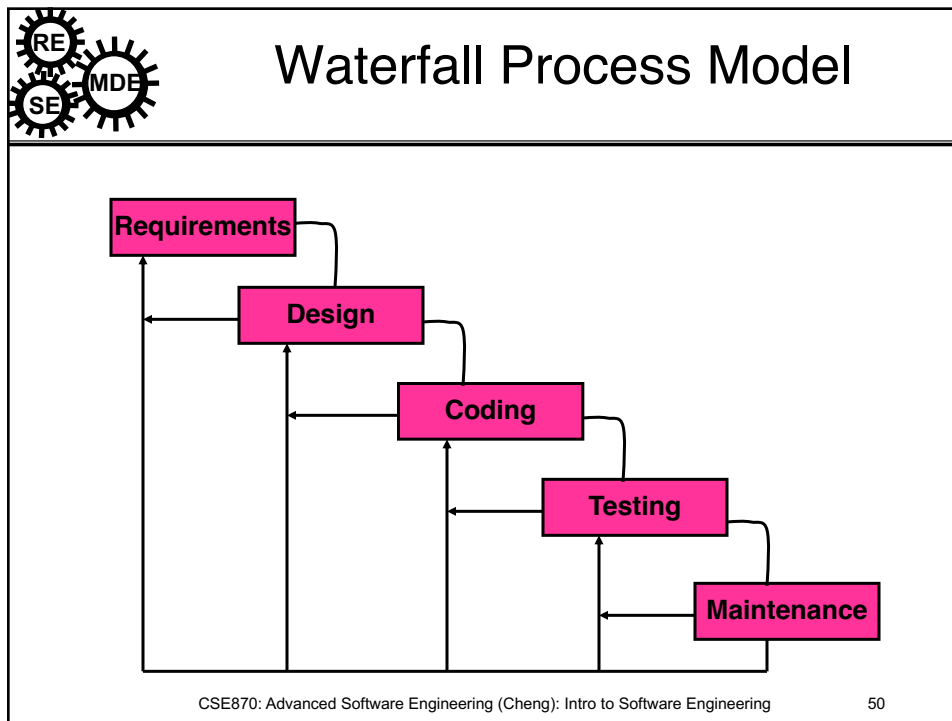 RE
MDE
SE
Waterfall Process Model
Requirements
Design
Coding
Testing
Maintenance
CSE870: Advanced Software Engineering (Cheng): Intro to Software Engineering 50